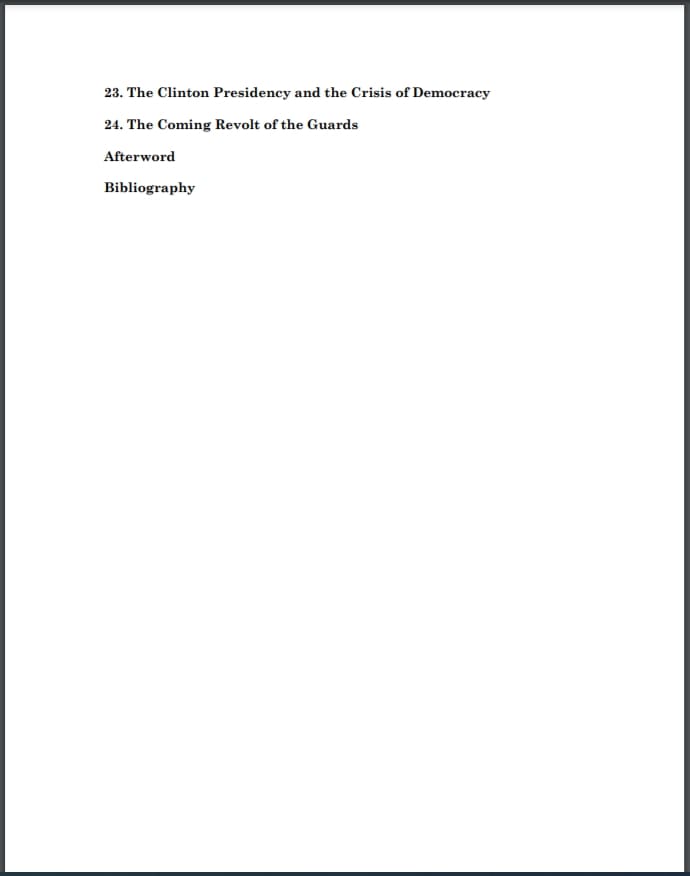 23. The Clinton Presidency and the Crisis of Democracy
24. The Coming Revolt of the Guards
Afterword
Bibliography